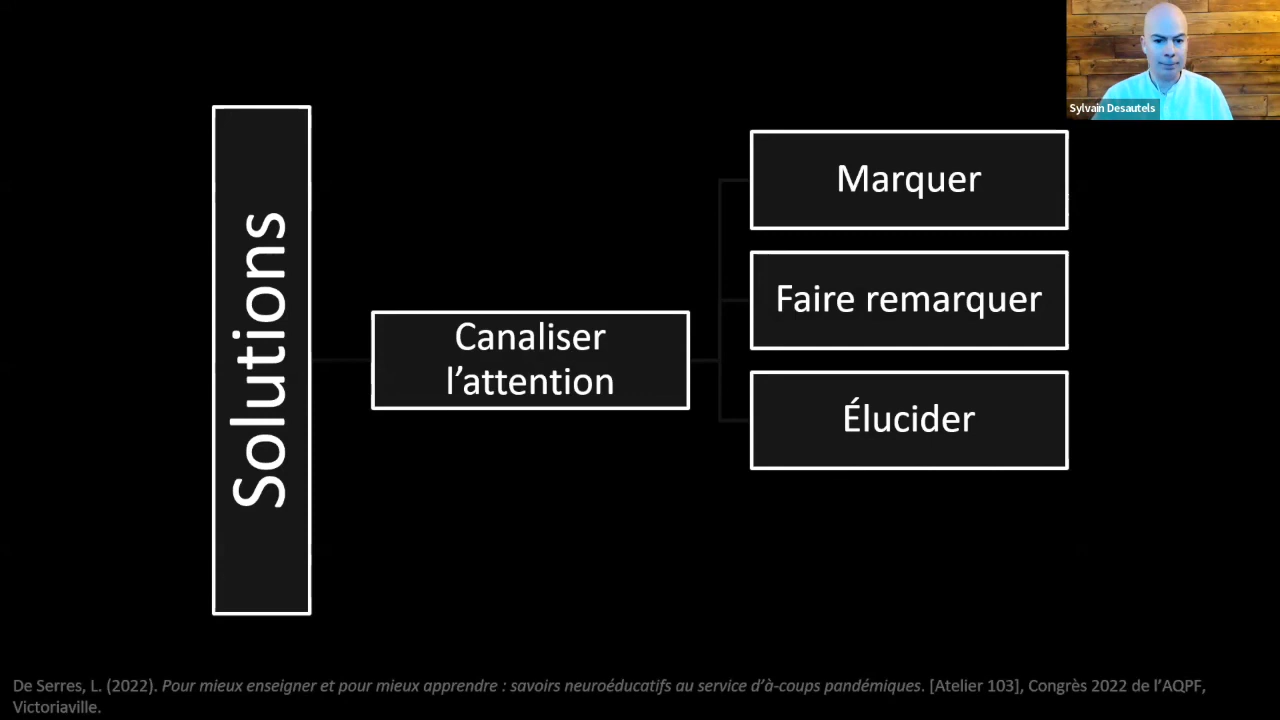 Sylvain Desautels
Solutions
Canaliser
l’attention
Marquer
Faire remarquer
Élucider
De Serres, L. (2022). Pour mieux enseigner et pour mieux apprendre : savoirs neuroéducatifs au service d’à-coups pandémiques. [Atelier 103], Congrès 2022 de l’AQPF,
Victoriaville.